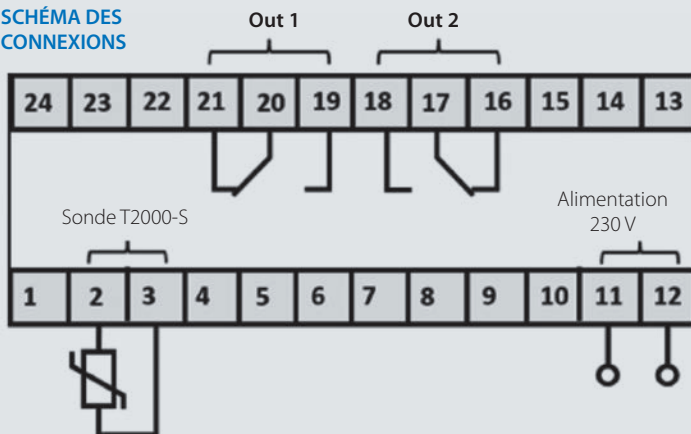 SCHÉMA DES
CONNEXIONS
Out 1 Out 2
24 23 22 21 20 19 18 17 16 15 14 13
Sonde T2000-S
Alimentation
230 V
1 2 3 4 5 6 7 8 9 10 11 12